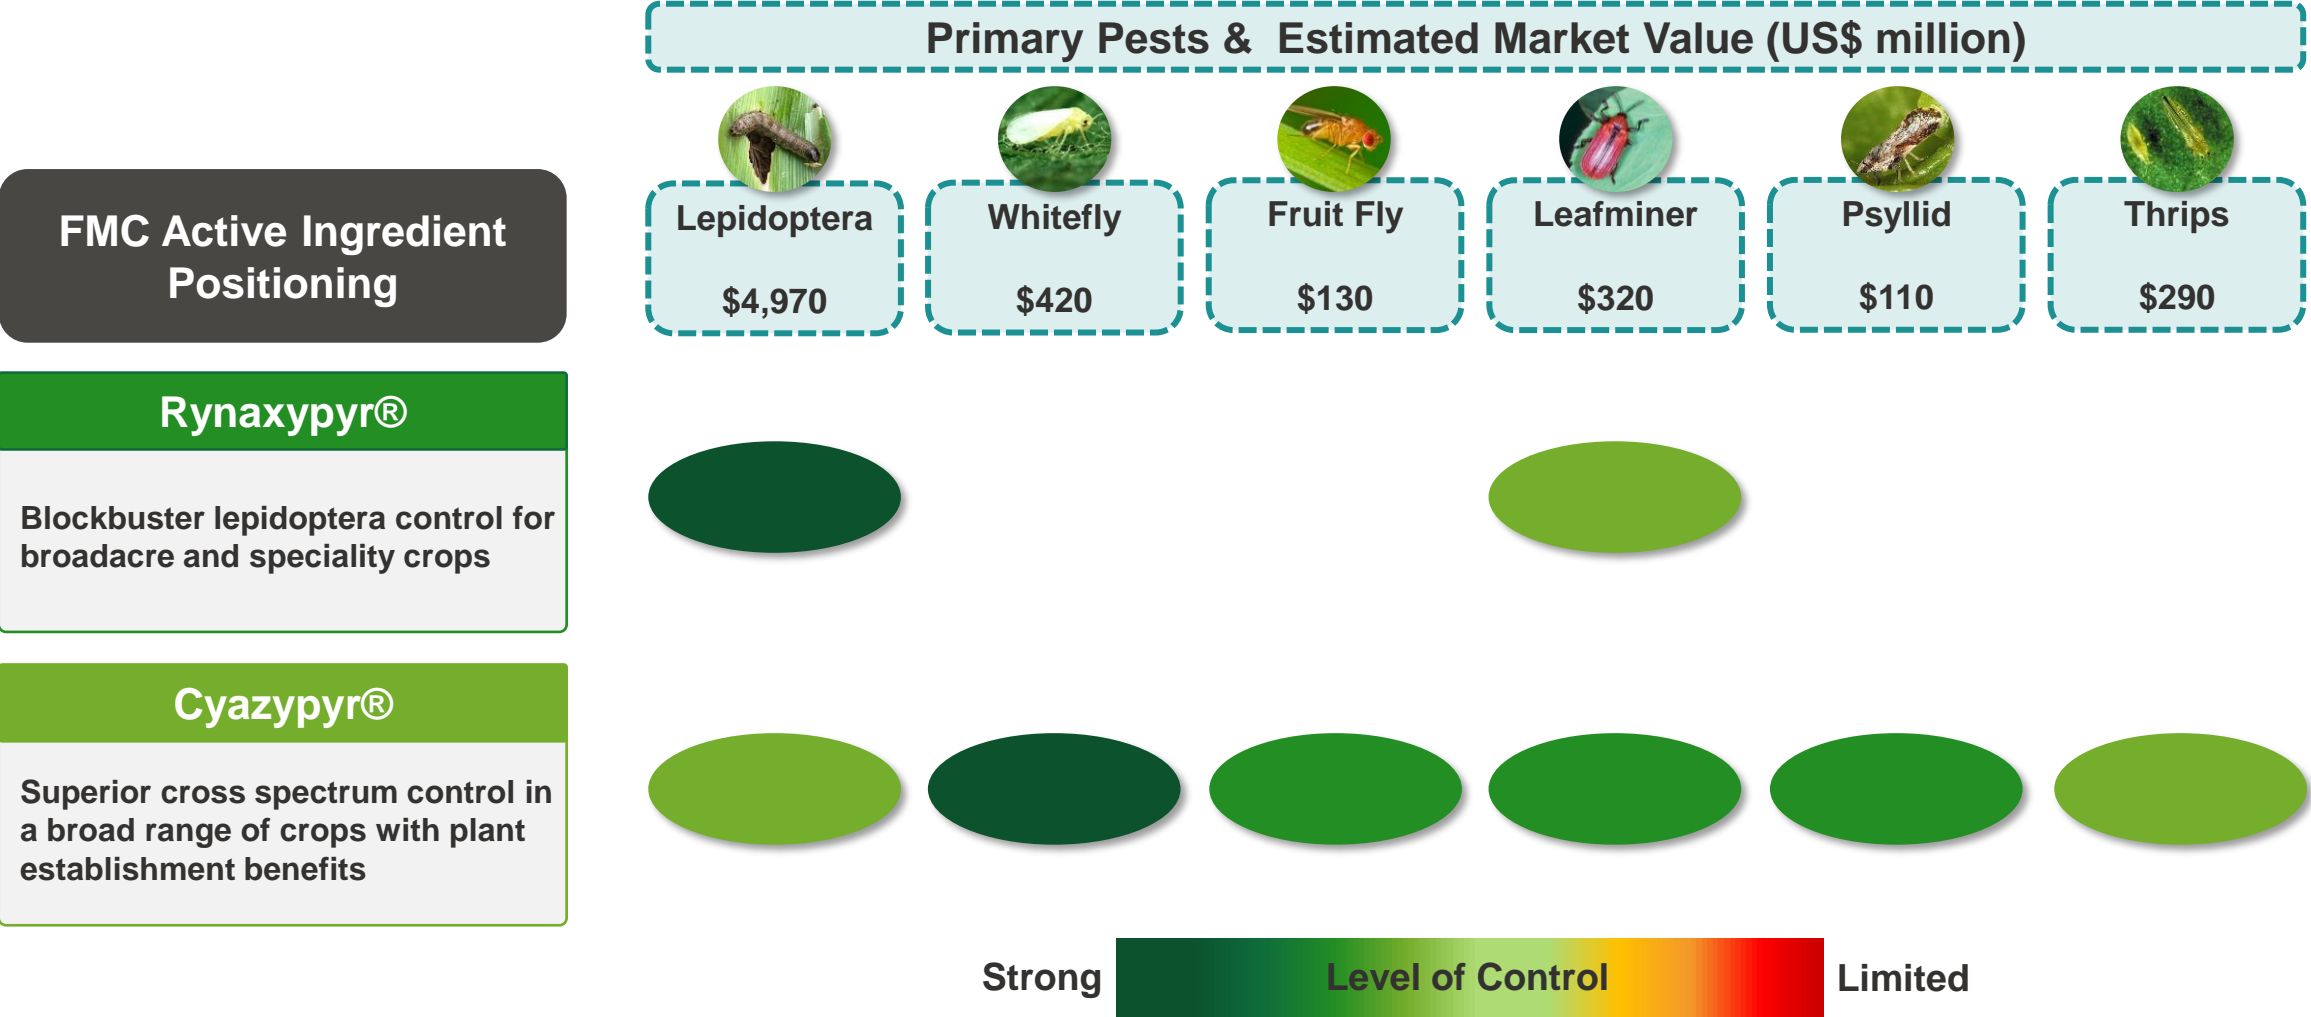 Primary Pests & Estimated Market Value (US$ million)
FMC Active Ingredient
Positioning
Lepidoptera
$4,970
Whitefly
$420
Fruit Fly
$130
Leafminer
$320
Psyllid
$110
Thrips
$290
Rynaxypyr®
Blockbuster lepidoptera control for
broadacre and speciality crops
Cyazypyr®
Superior cross spectrum control in
a broad range of crops with plant
establishment benefits
Strong
Level of Control
Limited